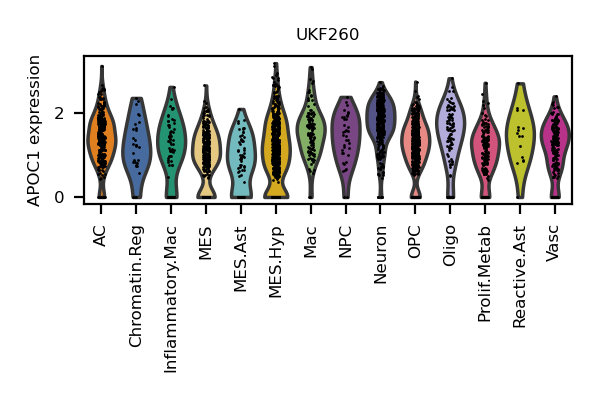 UKF260
APOC1 expression
2
0
AC
Chromatin.Reg
Inflammatory.Mac
MES
MES.Ast
MES.Hyp
Mac
NPC
Neuron
OPC
Oligo
Prolif.Metab
Reactive.Ast
Vasc